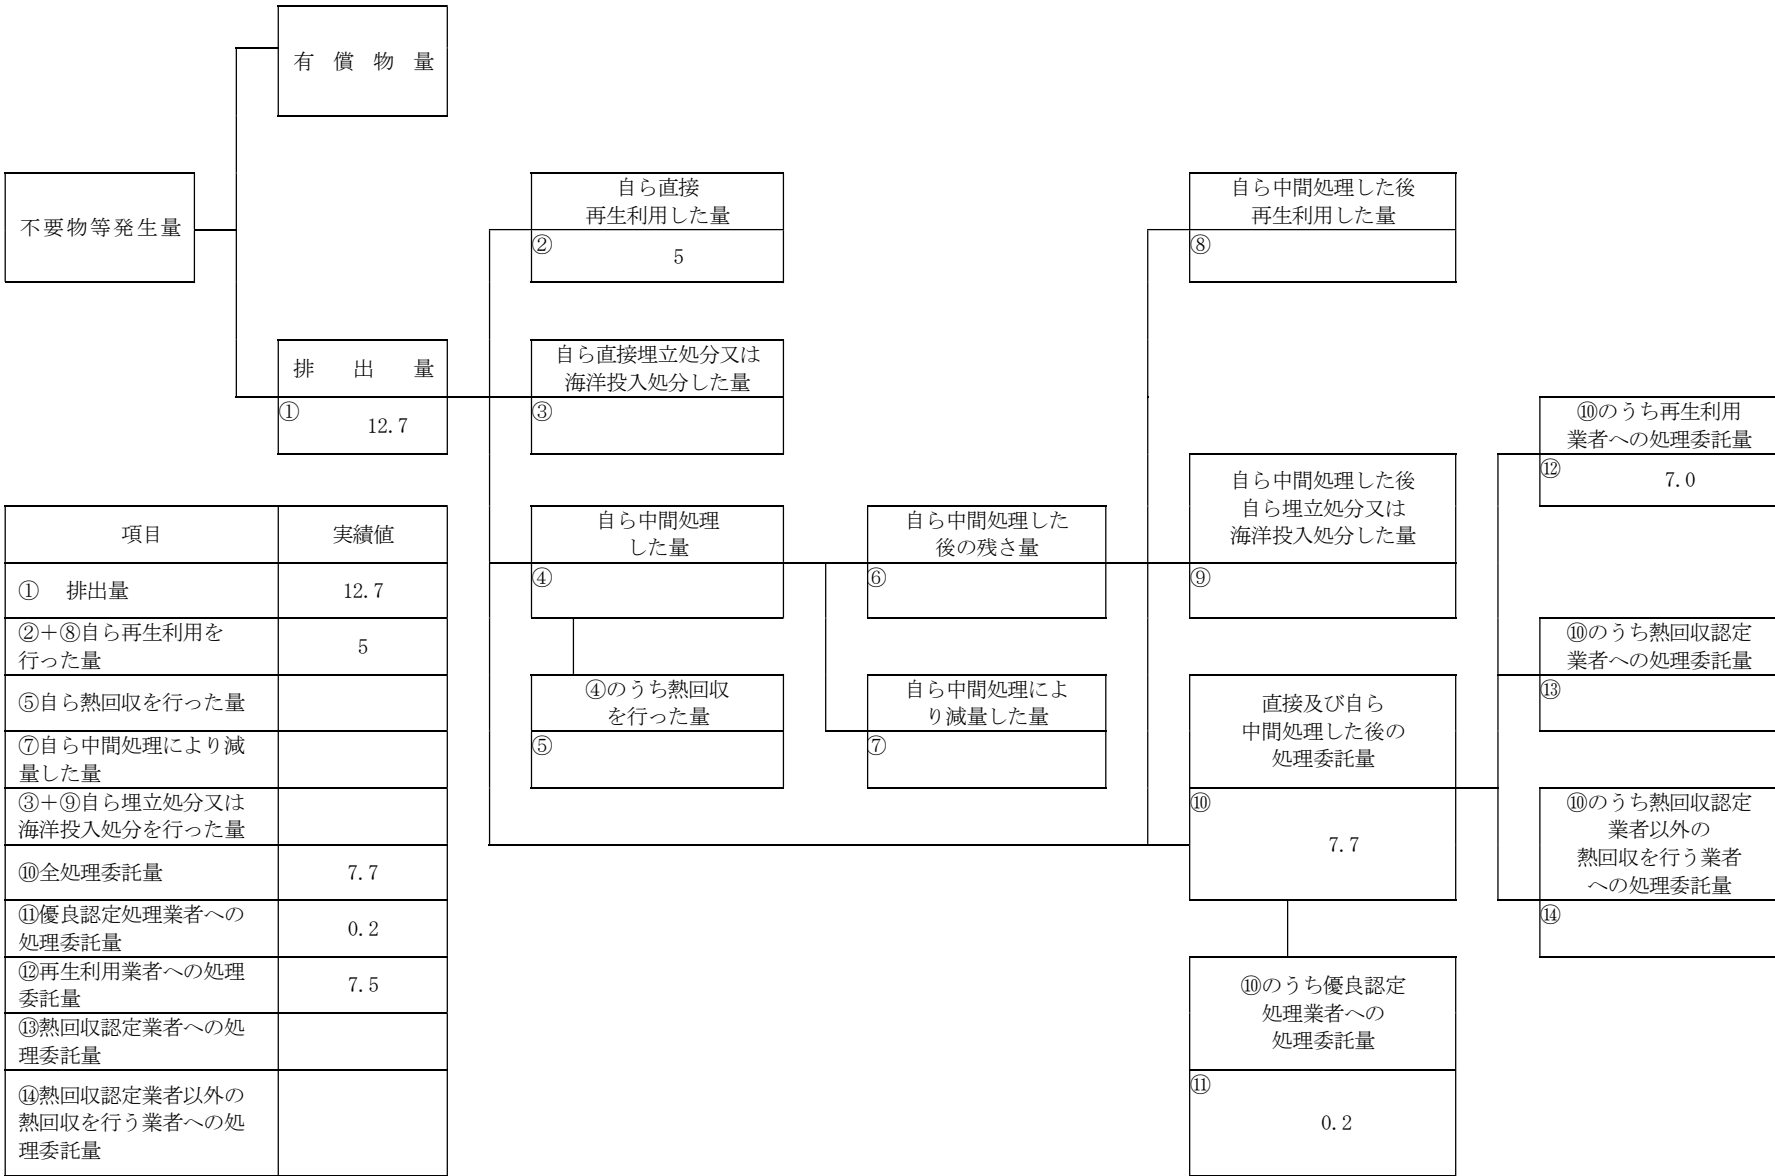 有償物量
不要物等発生量
自ら直接
再生利用した量
②
5
自ら中間処理した後
再生利用した量
⑧
排出量
①
12.7
自ら直接埋立処分又は
海洋投入処分した量
③
⑩のうち再生利用
業者への処理委託量
⑫
7.0
自ら中間処理した後
自ら埋立処分又は
海洋投入処分した量
⑨
自ら中間処理
した量
④
自ら中間処理した
後の残さ量
⑥
⑩のうち熱回収認定
業者への処理委託量
⑬
④のうち熱回収
を行った量
⑤
自ら中間処理によ
り減量した量
⑦
直接及び自ら
中間処理した後の
処理委託量
⑩
7.7
⑩のうち熱回収認定
業者以外の
熱回収を行う業者
への処理委託量
⑭
⑩のうち優良認定
処理業者への
処理委託量
⑪
0.2
項目 実績値
① 排出量 12.7
②+⑧自ら再生利用を
行った量
5
⑤自ら熱回収を行った量
⑦自ら中間処理により減
量した量
③+⑨自ら埋立処分又は
海洋投入処分を行った量
⑩全処理委託量 7.7
⑪優良認定処理業者への
処理委託量
0.2
⑫再生利用業者への処理
委託量
7.5
⑬熱回収認定業者への処
理委託量
⑭熱回収認定業者以外の
熱回収を行う業者への処
理委託量